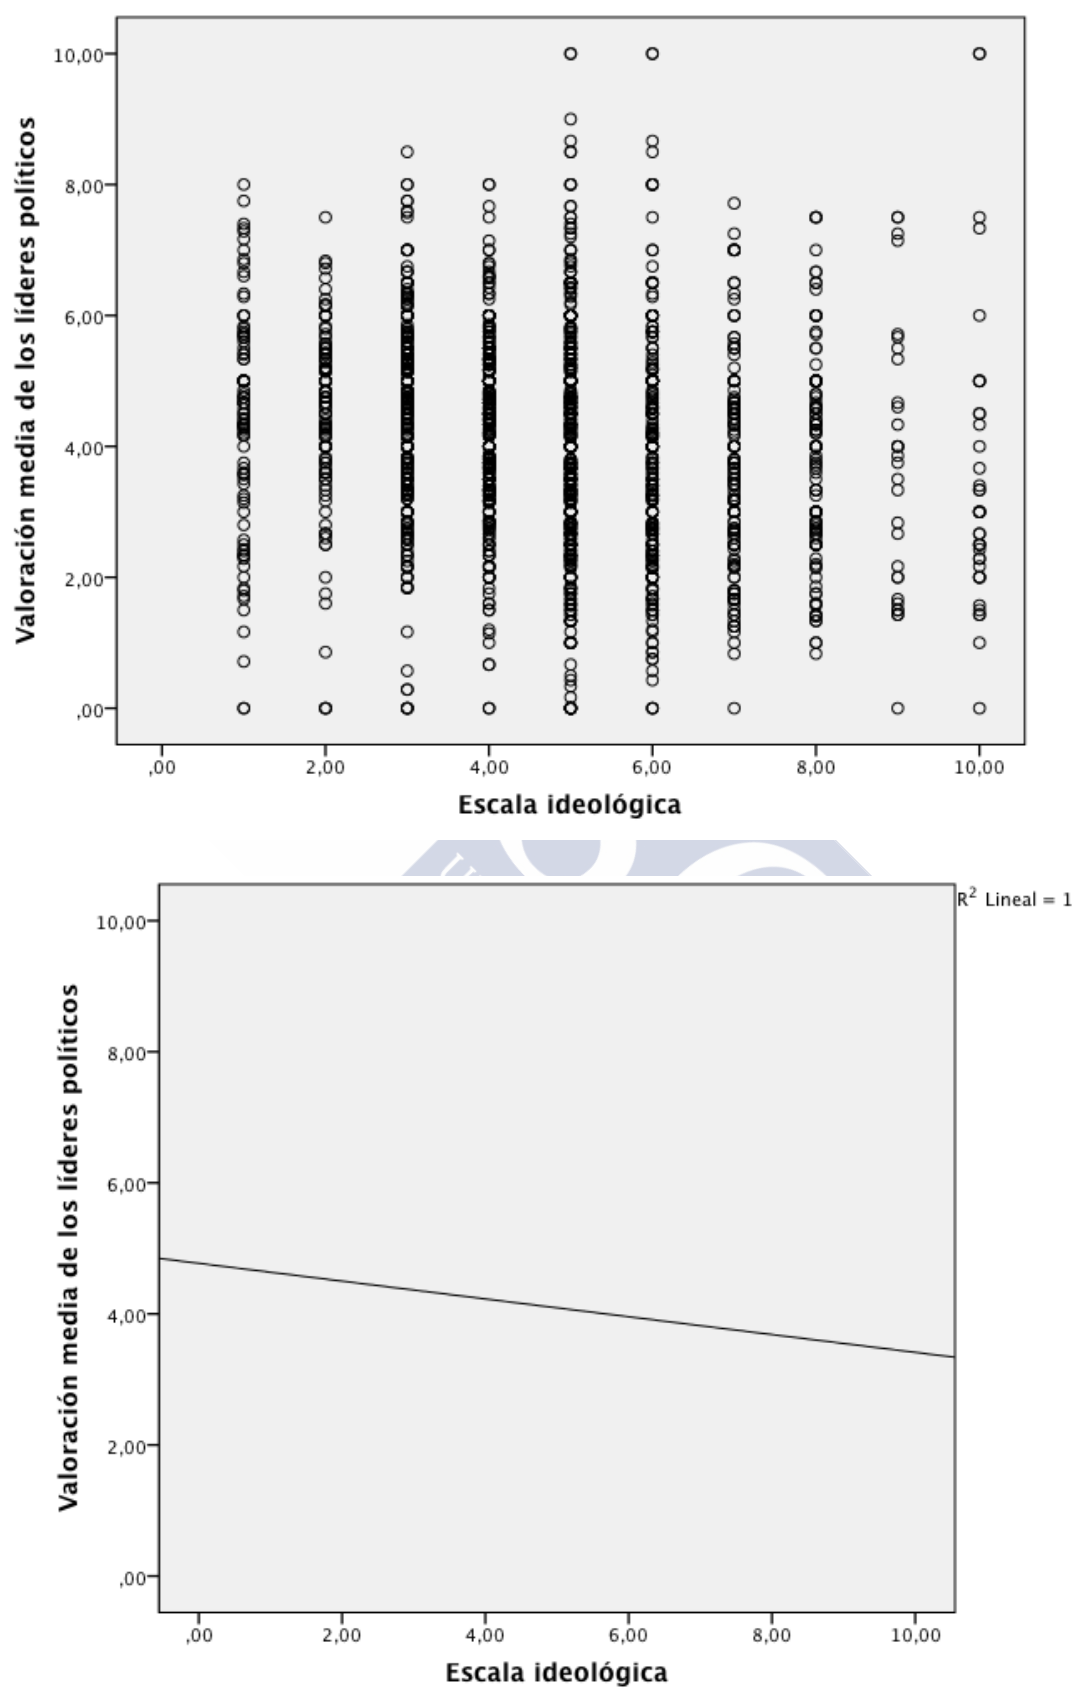 10,00
8,00
6,00
4,00
2,00
,00
Valoración media de los líderes políticos
,00 2,00 4,00 6,00 8,00 10,00
Escala ideológica
R² Lineal = 1
10,00
8,00
6,00
4,00
2,00
,00
Valoración media de los líderes políticos
,00 2,00 4,00 6,00 8,00 10,00
Escala ideológica